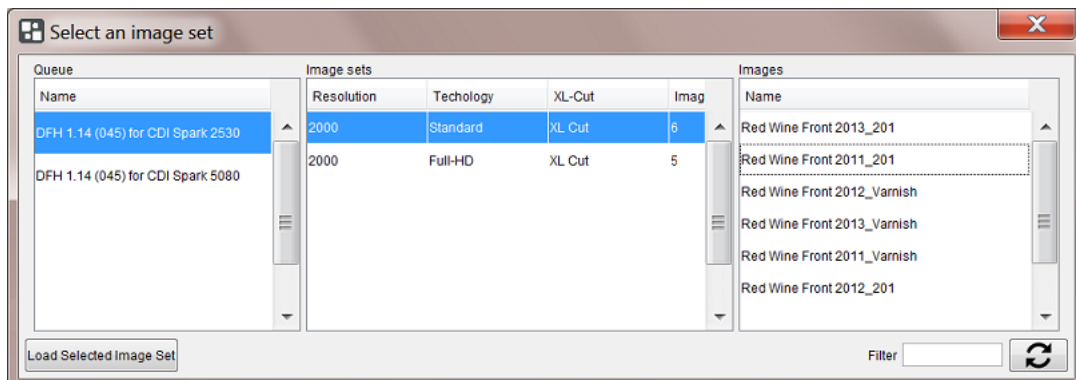 Select an image set
Queue
Image sets
Images
Name
Resolution Techology XL-Cut Imag
Name
DFH 1.14 (045) for CDI Spark 2530
2000 Standard XL Cut 6
Red Wine Front 2013_201
DFH 1.14 (045) for CDI Spark 5080
2000 Full-HD XL Cut 5
Red Wine Front 2011_201
Red Wine Front 2012_Varnish
Red Wine Front 2013_Varnish
Red Wine Front 2011_Varnish
Red Wine Front 2012_201
Load Selected Image Set
Filter